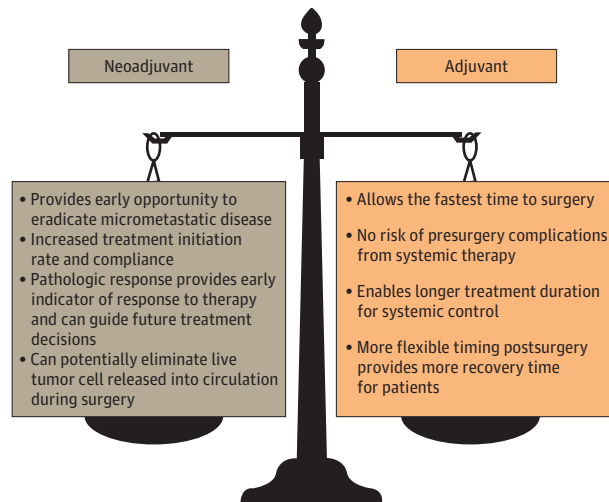 Neoadjuvant
Adjuvant
• Provides early opportunity to
eradicate micrometastatic disease
• Increased treatment initiation
rate and compliance
• Pathologic response provides early
indicator of response to therapy
and can guide future treatment
decisions
• Can potentially eliminate live
tumor cell released into circulation
during surgery
• Allows the fastest time to surgery
• No risk of presurgery complications
from systemic therapy
• Enables longer treatment duration
for systemic control
• More flexible timing postsurgery
provides more recovery time
for patients